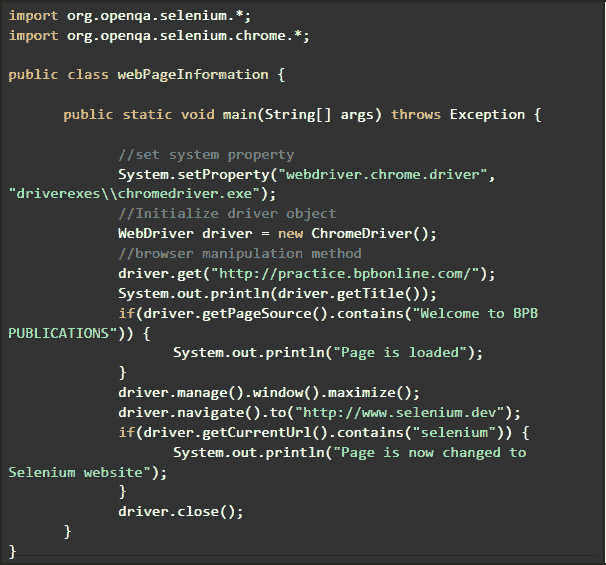 import org.openqa.selenium.*;
import org.openqa.selenium.chrome.*;

public class webPageInformation {

public static void main(String[] args) throws Exception {

//set system property
System.setProperty("webdriver.chrome.driver",
"driverexes\\chromedriver.exe");
//Initialize driver object
WebDriver driver = new ChromeDriver();
//browser manipulation method
driver.get("http://practice.bpbonline.com/");
System.out.println(driver.getTitle());
if(driver.getPageSource().contains("Welcome to BPB
PUBLICATIONS")) {
System.out.println("Page is loaded");
}
driver.manage().window().maximize();
driver.navigate().to("http://www.selenium.dev");
if(driver.getCurrentUrl().contains("selenium")) {
System.out.println("Page is now changed to
Selenium website");
}
driver.close();
}
}